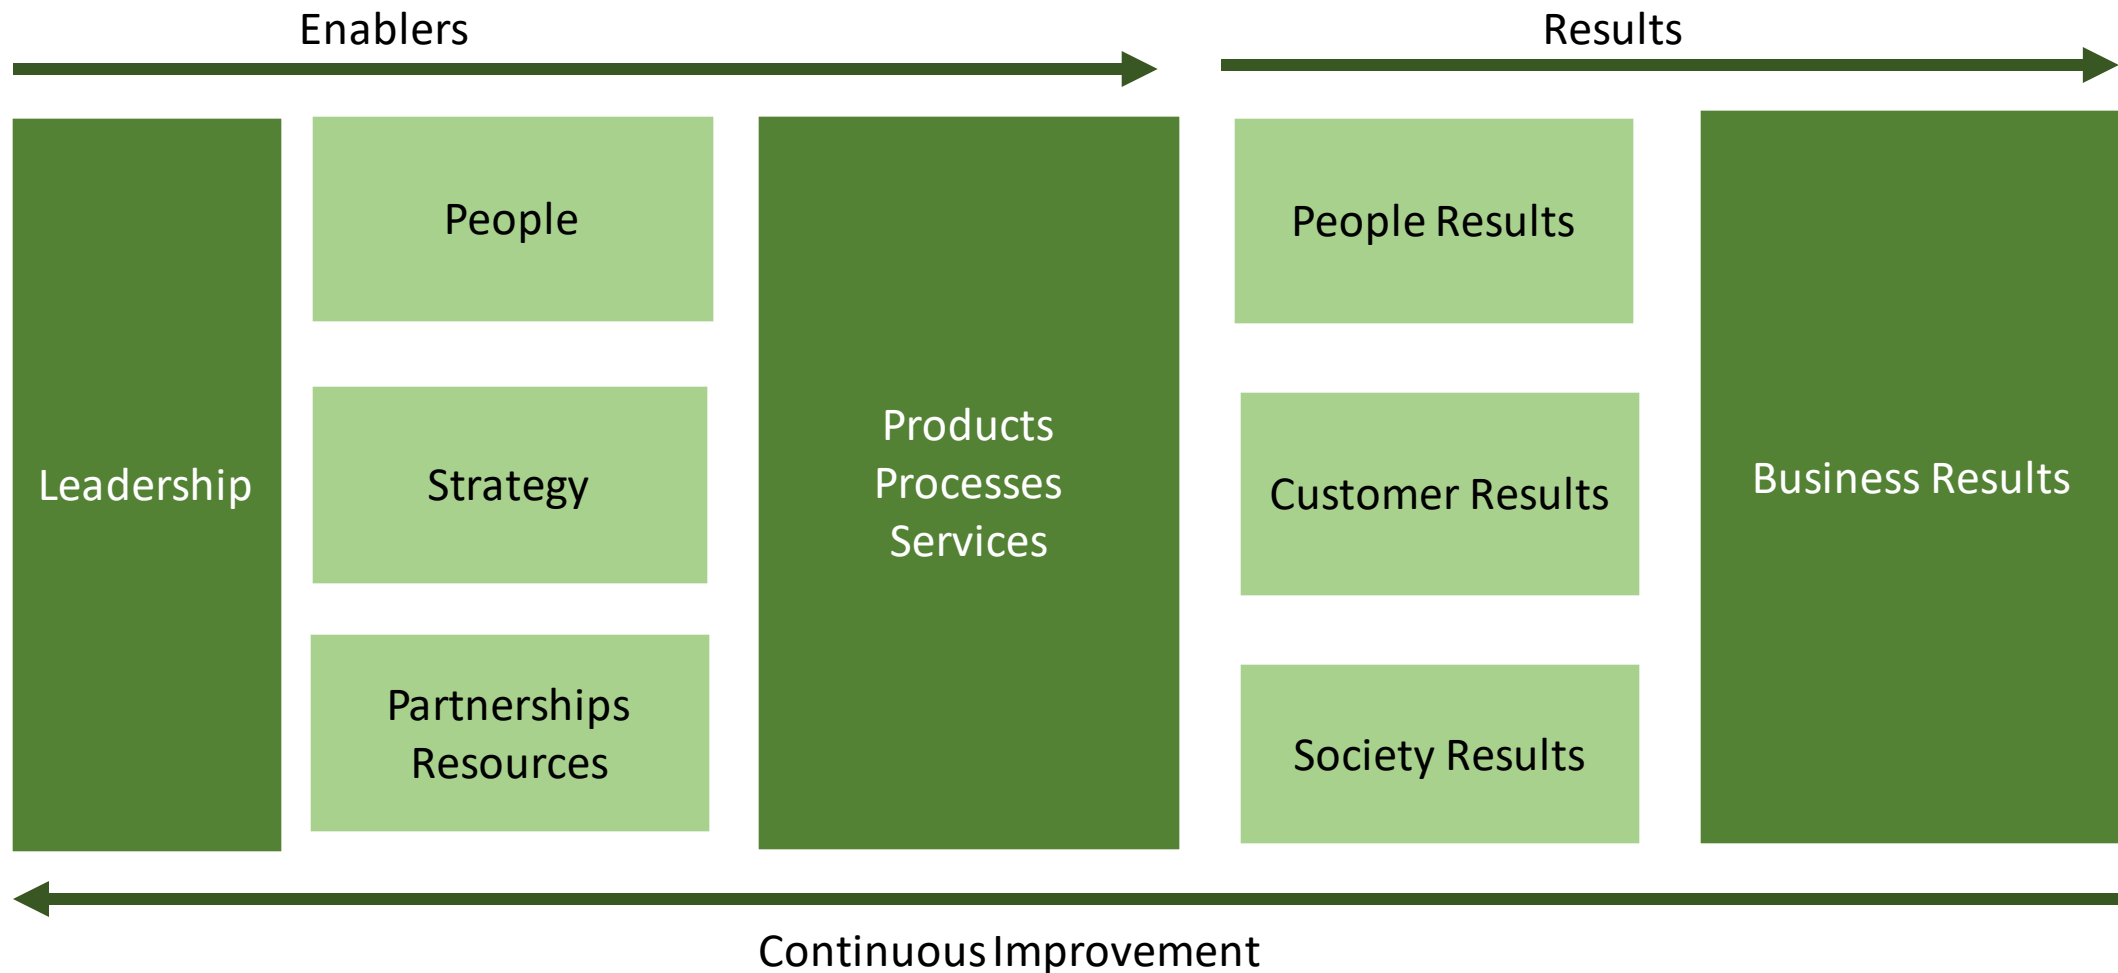 Enablers
Results
Leadership
People
Strategy
Partnerships
Resources
Products
Processes
Services
People Results
Customer Results
Society Results
Business Results
Continuous Improvement